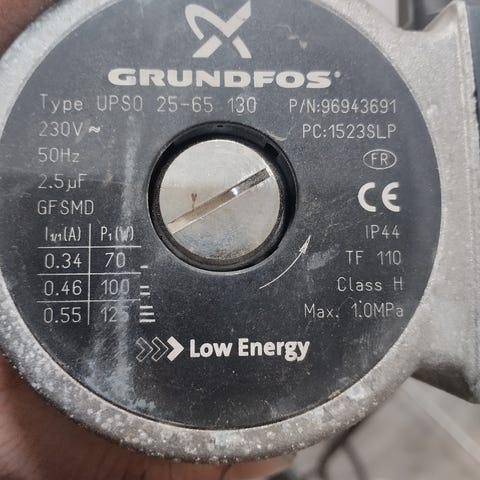 GRUNDFOS
Type UPSO 25-65 130 P/N:96943691
230V~ PC:1523SLP
50Hz FR
2.5µF CE
GFSMD IP44
I1/1(A) P1(W) TF 110
0.34 70 Class H
0.46 100 Max. 1.0MPa
0.55 125
Low Energy